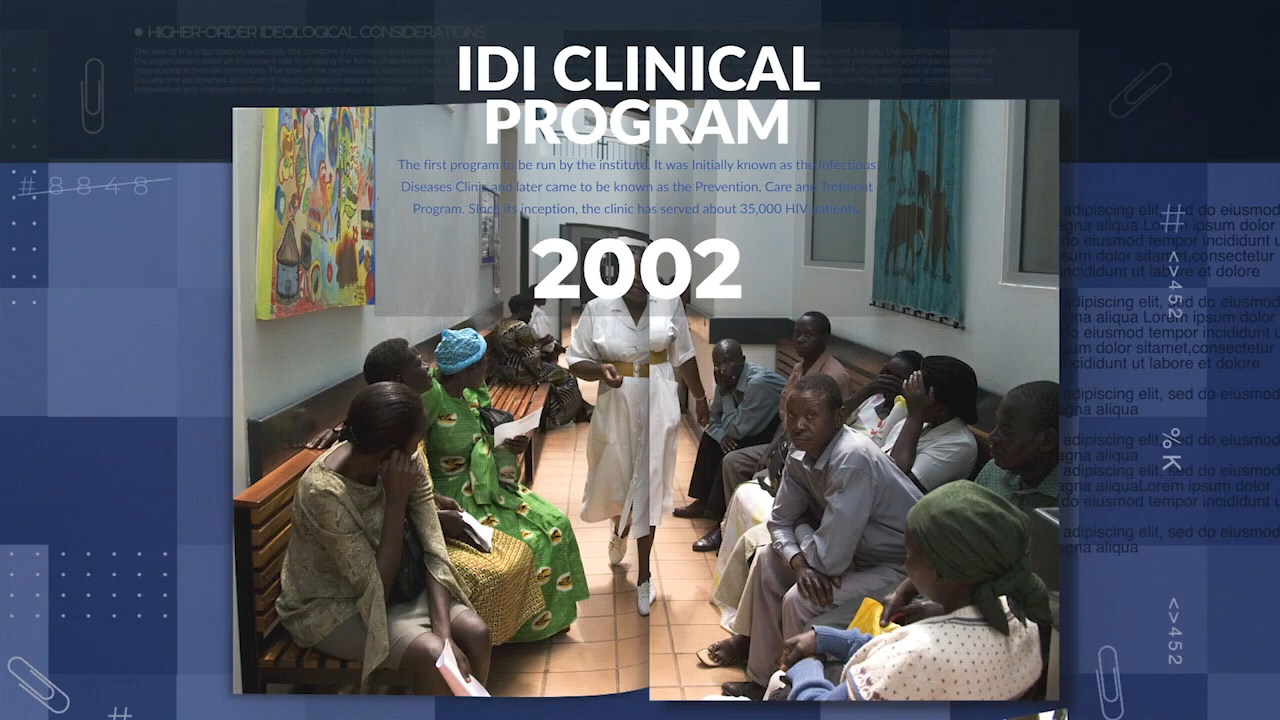 HIGHER-ORDER IDEOLOGICAL CONSIDERATIONS
IDI CLINICAL
PROGRAM
The first program to be run by the institute. It was Initially known as the Infectious
Diseases Clinic and later came to be known as the Prevention, Care and Tretment
Program. SInce its inception, the clinic has served about 35,000 HIV patients.
2002
#8848
#
<>452
%K
<>452
adipiscing elit, sed do eiusmod
agna aliqua Lorem ipsum dolor
do eiusmod tempor incididunt u
um dolor sitamet,consectetur
ncididunt ut labore et dolore
adipiscing elit, sed do eiusmod
agna aliqua Lorem ipsum dolor
do eiusmod tempor incididunt u
um dolor sitamet,consectetur
ncididunt ut labore et dolore
adipiscing elit, sed do eiusmod
agna aliqua
adipiscing elit, sed do eiusmod
agna aliquaLorem ipsum dolor
do eiusmod tempor incididunt u
adipiscing elit, sed do eiusmod
agna aliqua
#